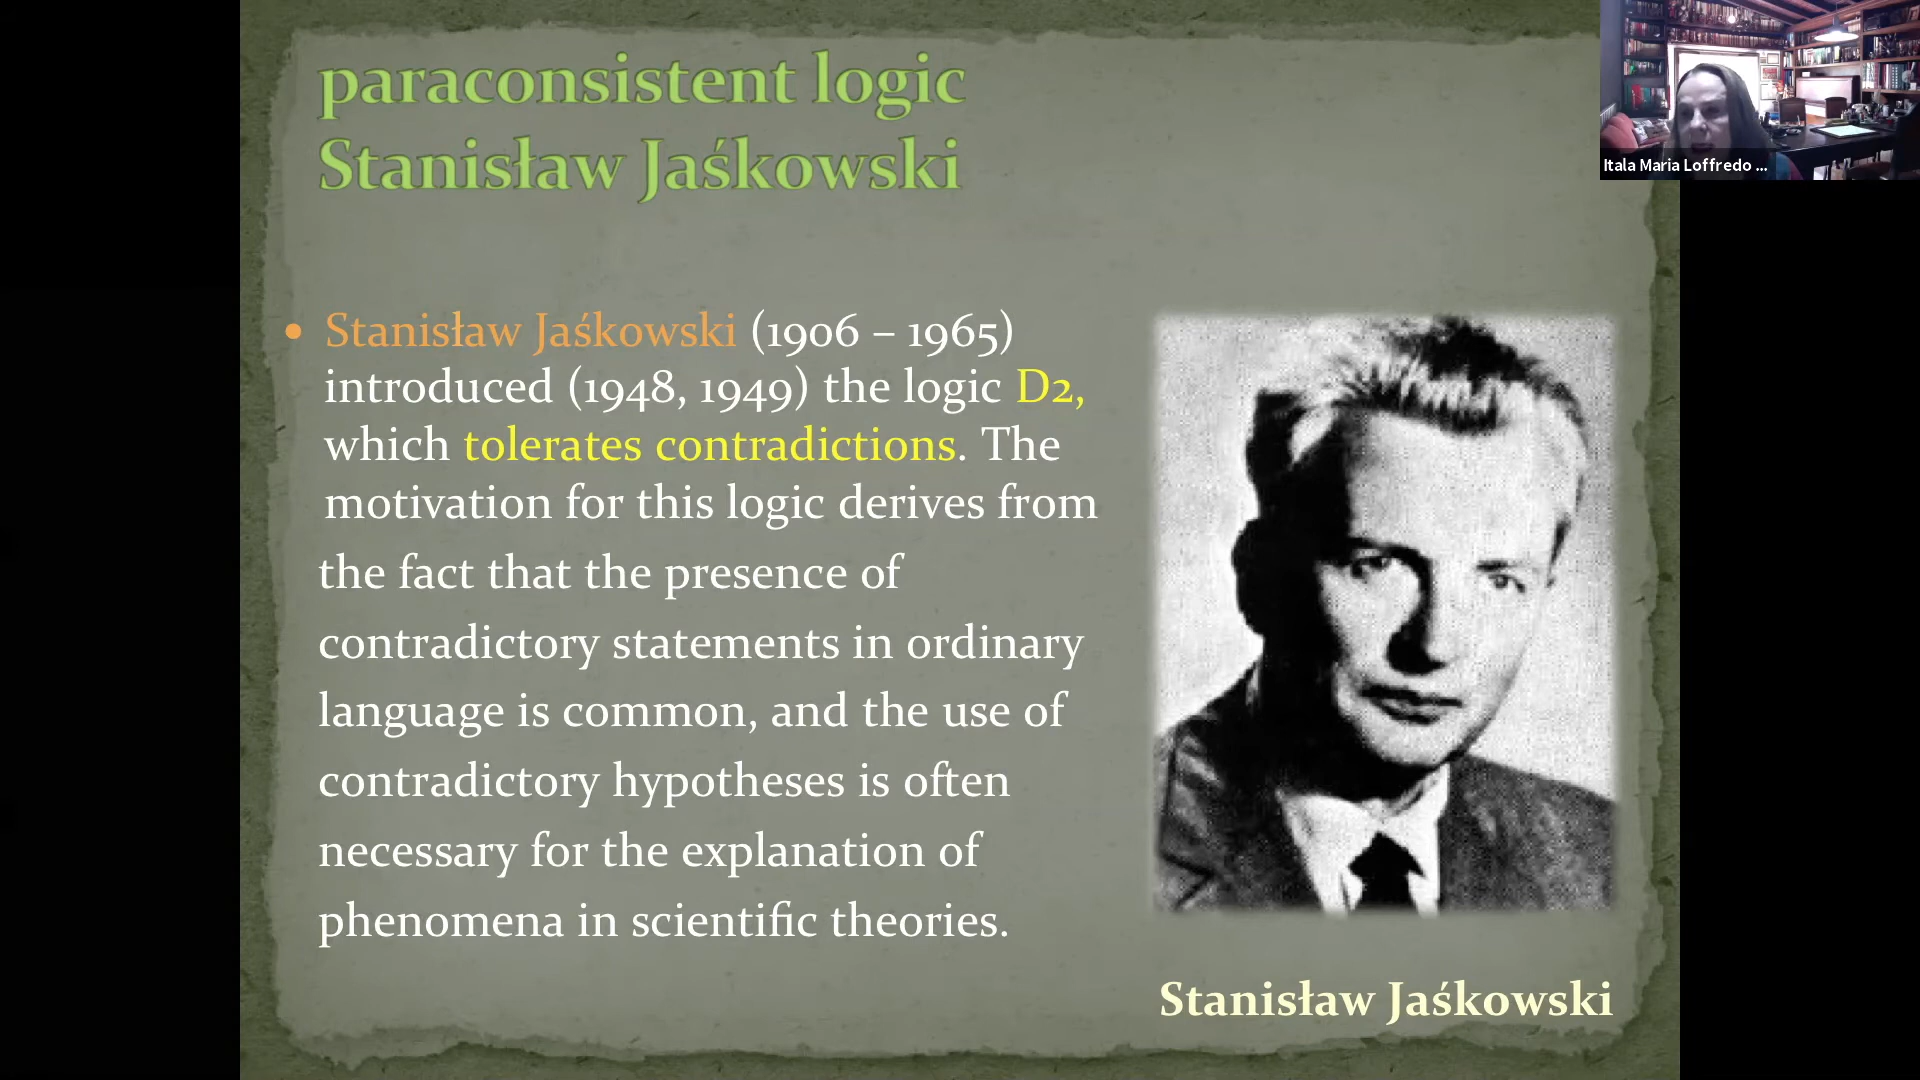 paraconsistent logic
Stanisław Jaśkowski
Itala Maria Loffredo ...
• Stanisław Jaśkowski (1906 – 1965)
introduced (1948, 1949) the logic D2,
which tolerates contradictions. The
motivation for this logic derives from
the fact that the presence of
contradictory statements in ordinary
language is common, and the use of
contradictory hypotheses is often
necessary for the explanation of
phenomena in scientific theories.
Stanisław Jaśkowski